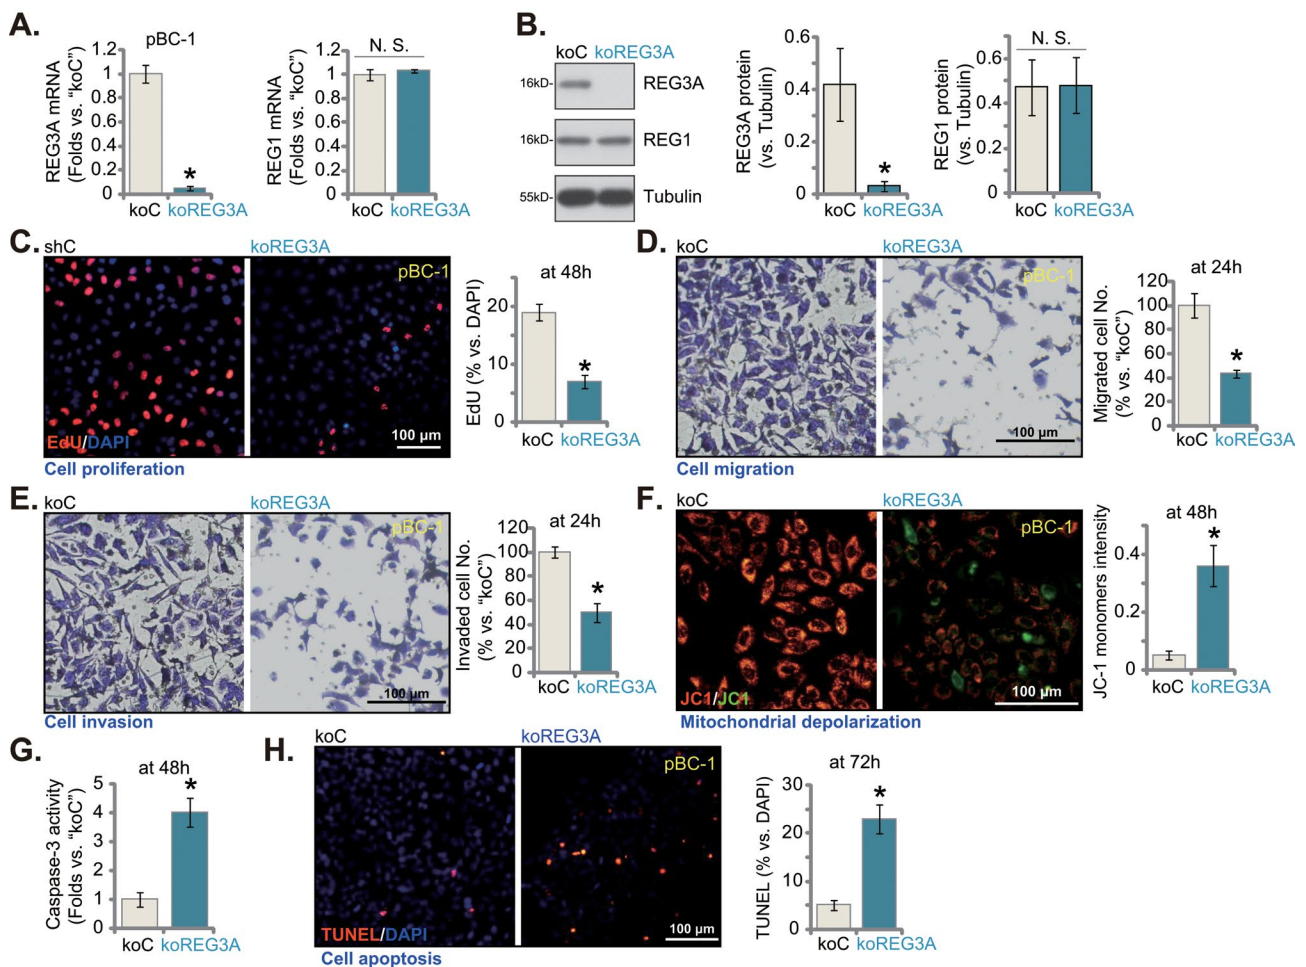 A.
pBC-1
REG3A mRNA
(Folds vs. “koC”)
1.2
1
0.8
0.6
0.4
0.2
0
*
koC koREG3A
N. S.
REG1 mRNA
(Folds vs. “koC”)
1.2
1
0.8
0.6
0.4
0.2
0
koC koREG3A
B.
koC koREG3A
16kD- REG3A
16kD- REG1
55kD- Tubulin
REG3A protein
(vs. Tubulin)
0.6
0.4
0.2
0
*
koC koREG3A
N. S.
REG1 protein
(vs. Tubulin)
0.6
0.4
0.2
0
koC koREG3A
C.
shC koREG3A
pBC-1
EdU/DAPI
100 µm
Cell proliferation
at 48h
EdU (% vs. DAPI)
20
10
0
*
koC koREG3A
D.
koC koREG3A
pBC-1
100 µm
Cell migration
at 24h
Migrated cell No.
(% vs. “koC”)
120
100
80
60
40
20
0
*
koC koREG3A
E.
koC koREG3A
pBC-1
100 µm
Cell invasion
at 24h
Invaded cell No.
(% vs. “koC”)
120
100
80
60
40
20
0
*
koC koREG3A
F.
koC koREG3A
pBC-1
JC1/JC1
100 µm
Mitochondrial depolarization
at 48h
JC-1 monomers intensity
0.4
0.2
0
*
koC koREG3A
G.
at 48h
Caspase-3 activity
(Folds vs. “koC”)
5
4
3
2
1
0
*
koC koREG3A
H.
koC koREG3A
pBC-1
TUNEL/DAPI
100 µm
Cell apoptosis
at 72h
TUNEL (% vs. DAPI)
30
20
10
0
*
koC koREG3A